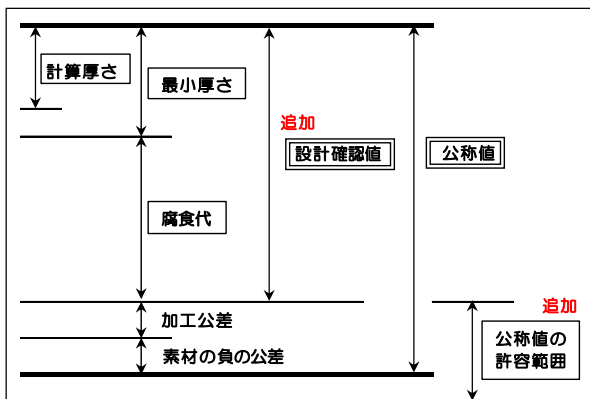 計算厚さ
最小厚さ
追加
設計確認値
公称値
腐食代
加工公差
素材の負の公差
追加
公称値の
許容範囲